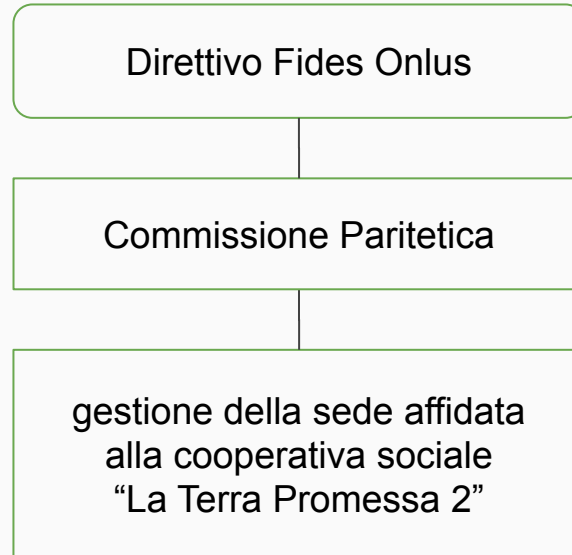 Direttivo Fides Onlus
Commissione Paritetica
gestione della sede affidata
alla cooperativa sociale
“La Terra Promessa 2”